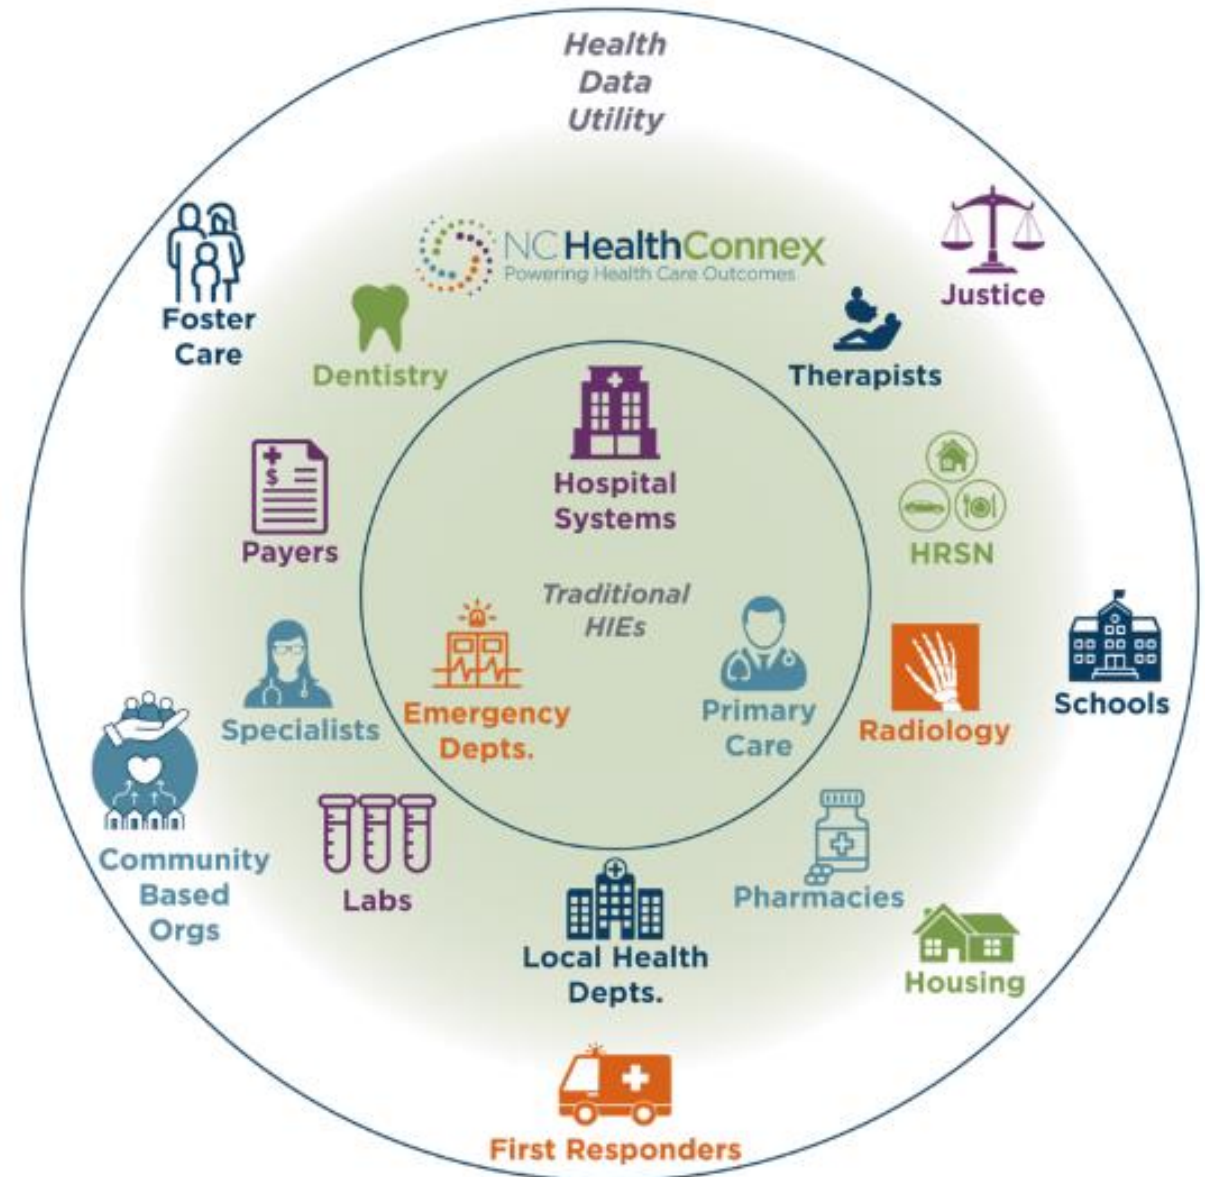 Health
Data
Utility
NC HealthConnex
Powering Health Care Outcomes
Justice
Foster
Care
Dentistry
Therapists
Hospital
Systems
$
Payers
HRSN
Traditional
HIEs
Schools
Specialists
Emergency
Depts.
Primary
Care
Radiology
Community
Based
Orgs
Labs
Pharmacies
Local Health
Depts.
Housing
First Responders